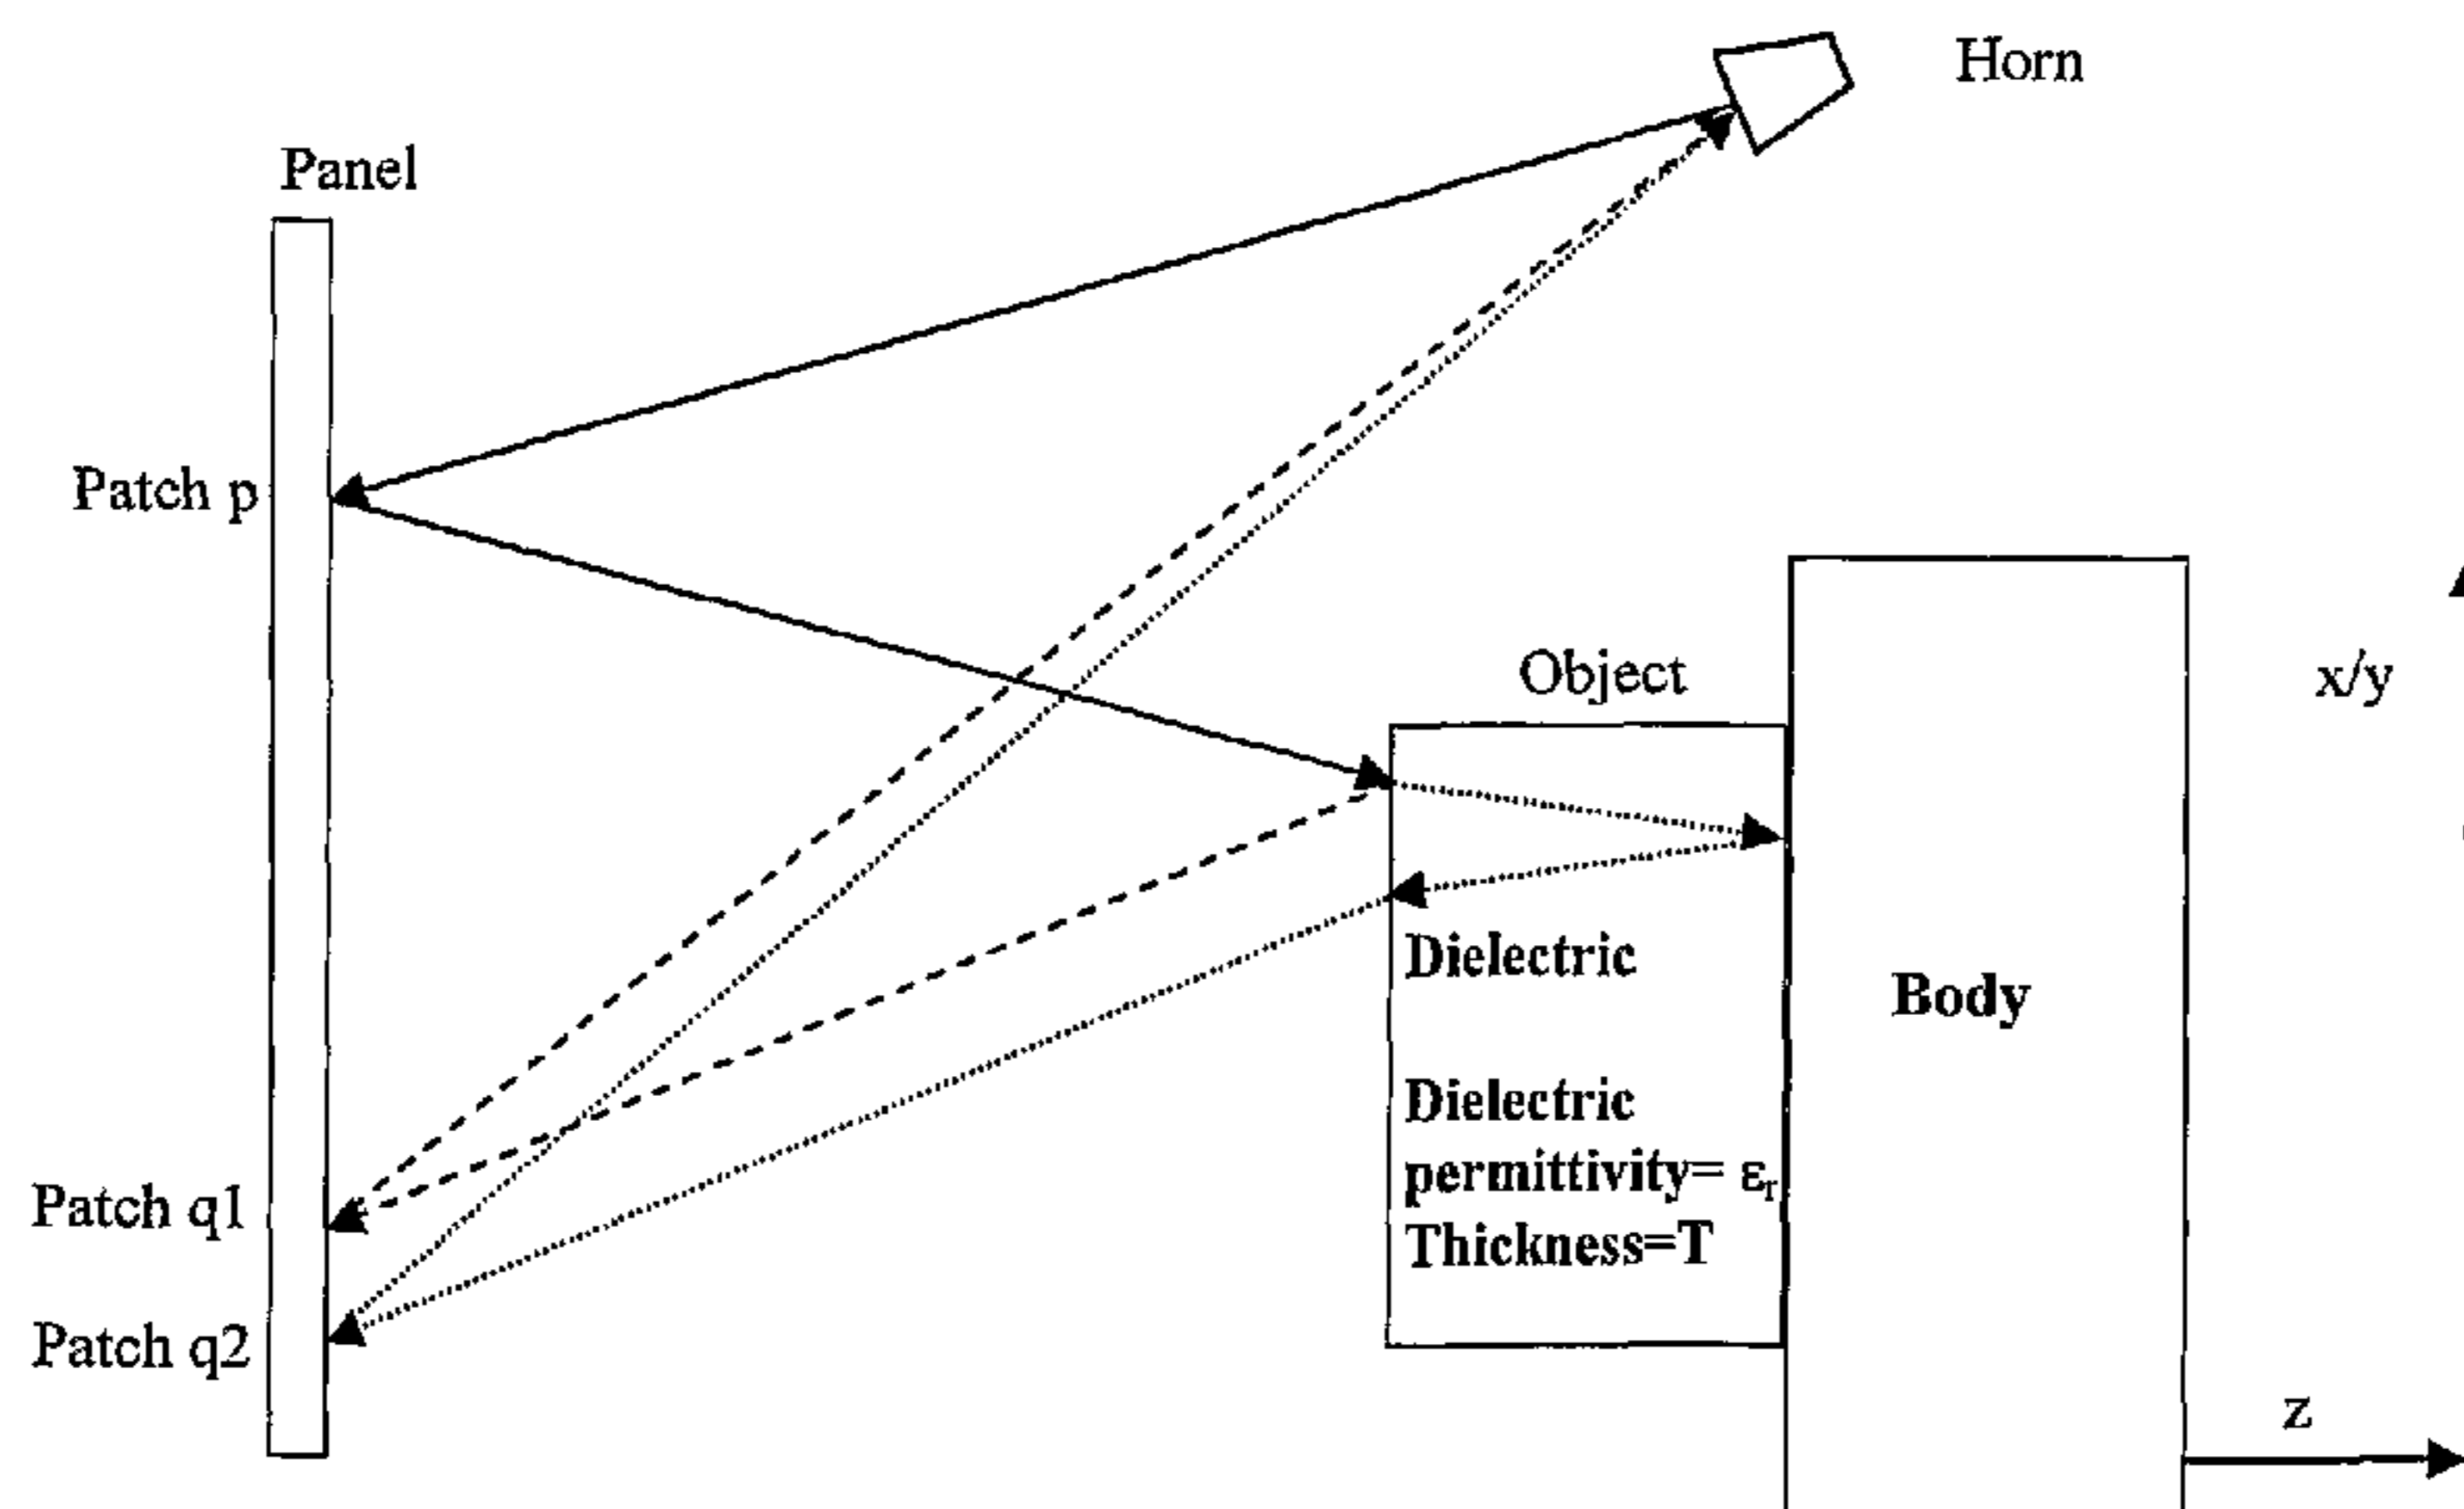 Horn
Panel
Patch p
Object
x/y
Dielectric
Body
Dielectric
permittivity= εr
Thickness=T
Patch q1
Patch q2
z